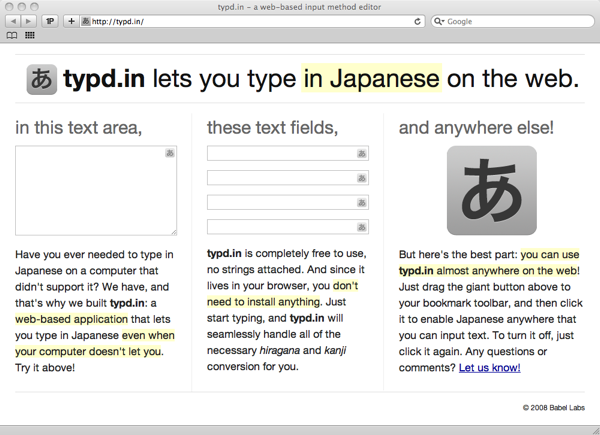 typd.in – a web-based input method editor
http://typd.in/
Google
あ typd.in lets you type in Japanese on the web.
in this text area,
あ
Have you ever needed to type in
Japanese on a computer that
didn't support it? We have, and
that's why we built typd.in: a
web-based application that lets
you type in Japanese even when
your computer doesn't let you.
Try it above!
these text fields,
あ
あ
あ
あ
typd.in is completely free to use,
no strings attached. And since it
lives in your browser, you don't
need to install anything. Just
start typing, and typd.in will
seamlessly handle all of the
necessary hiragana and kanji
conversion for you.
and anywhere else!
あ
But here's the best part: you can use
typd.in almost anywhere on the web!
Just drag the giant button above to
your bookmark toolbar, and then click
it to enable Japanese anywhere that
you can input text. To turn it off, just
click it again. Any questions or
comments? Let us know!
© 2008 Babel Labs